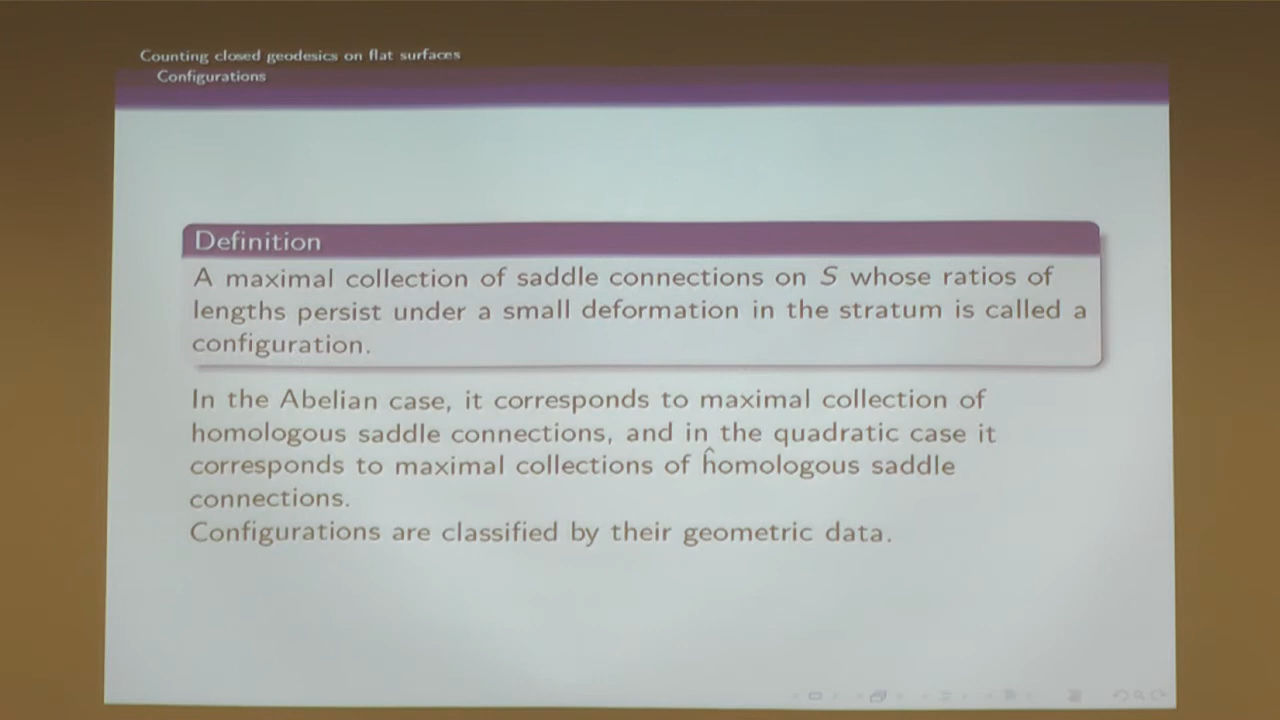 Counting closed geodesics on flat surfaces
Configurations
Definition
A maximal collection of saddle connections on S whose ratios of
lengths persist under a small deformation in the stratum is called a
configuration.
In the Abelian case, it corresponds to maximal collection of
homologous saddle connections, and in the quadratic case it
corresponds to maximal collections of ĥomologous saddle
connections.
Configurations are classified by their geometric data.